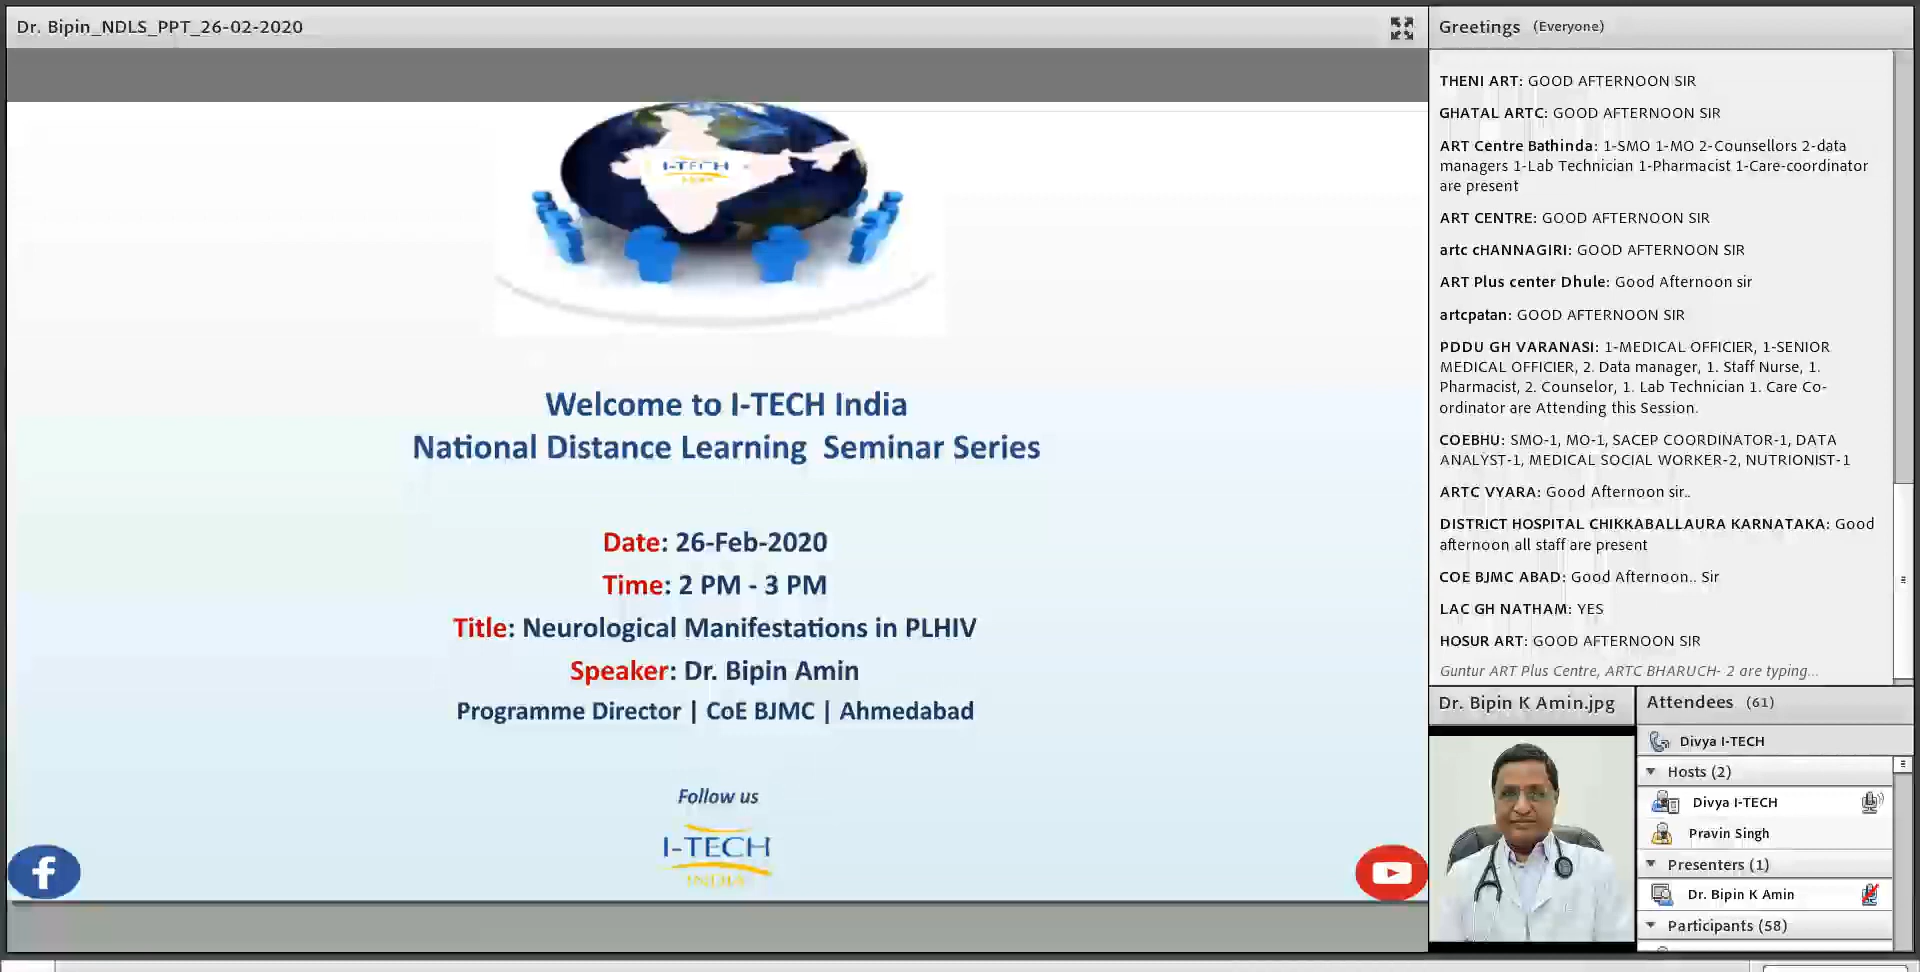 Dr. Bipin_NDLS_PPT_26-02-2020
I-TECH
Welcome to I-TECH India
National Distance Learning Seminar Series
Date: 26-Feb-2020
Time: 2 PM - 3 PM
Title: Neurological Manifestations in PLHIV
Speaker: Dr. Bipin Amin
Programme Director | CoE BJMC | Ahmedabad
Follow us
I-TECH
INDIA
Greetings (Everyone)
THENI ART: GOOD AFTERNOON SIR
GHATAL ARTC: GOOD AFTERNOON SIR
ART Centre Bathinda: 1-SMO 1-MO 2-Counsellors 2-data
managers 1-Lab Technician 1-Pharmacist 1-Care-coordinator
are present
ART CENTRE: GOOD AFTERNOON SIR
artc cHANNAGIRI: GOOD AFTERNOON SIR
ART Plus center Dhule: Good Afternoon sir
artcpatan: GOOD AFTERNOON SIR
PDDU GH VARANASI: 1-MEDICAL OFFICIER, 1-SENIOR
MEDICAL OFFICIER, 2. Data manager, 1. Staff Nurse, 1.
Pharmacist, 2. Counselor, 1. Lab Technician 1. Care Co-
ordinator are Attending this Session.
COEBHU: SMO-1, MO-1, SACEP COORDINATOR-1, DATA
ANALYST-1, MEDICAL SOCIAL WORKER-2, NUTRIONIST-1
ARTC VYARA: Good Afternoon sir..
DISTRICT HOSPITAL CHIKKABALLAURA KARNATAKA: Good
afternoon all staff are present
COE BJMC ABAD: Good Afternoon.. Sir
LAC GH NATHAM: YES
HOSUR ART: GOOD AFTERNOON SIR
Guntur ART Plus Centre, ARTC BHARUCH- 2 are typing...
Dr. Bipin K Amin.jpg
Attendees (61)
Divya I-TECH
Hosts (2)
Divya I-TECH
Pravin Singh
Presenters (1)
Dr. Bipin K Amin
Participants (58)